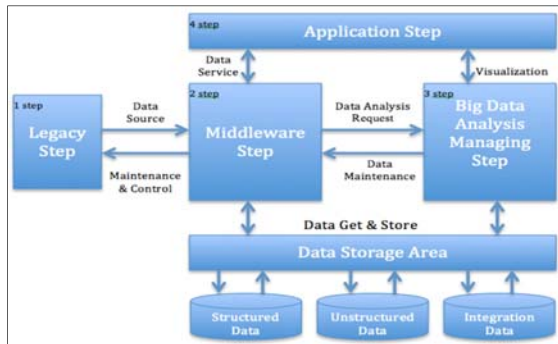 4 step
Application Step
Data
Service
Visualization
1 step
Legacy
Step
Data
Source
Maintenance
& Control
2 step
Middleware
Step
Data Analysis
Request
Data
Maintenance
3 step
Big Data
Analysis
Managing
Step
Data Get & Store
Data Storage Area
Structured
Data
Unstructured
Data
Integration
Data